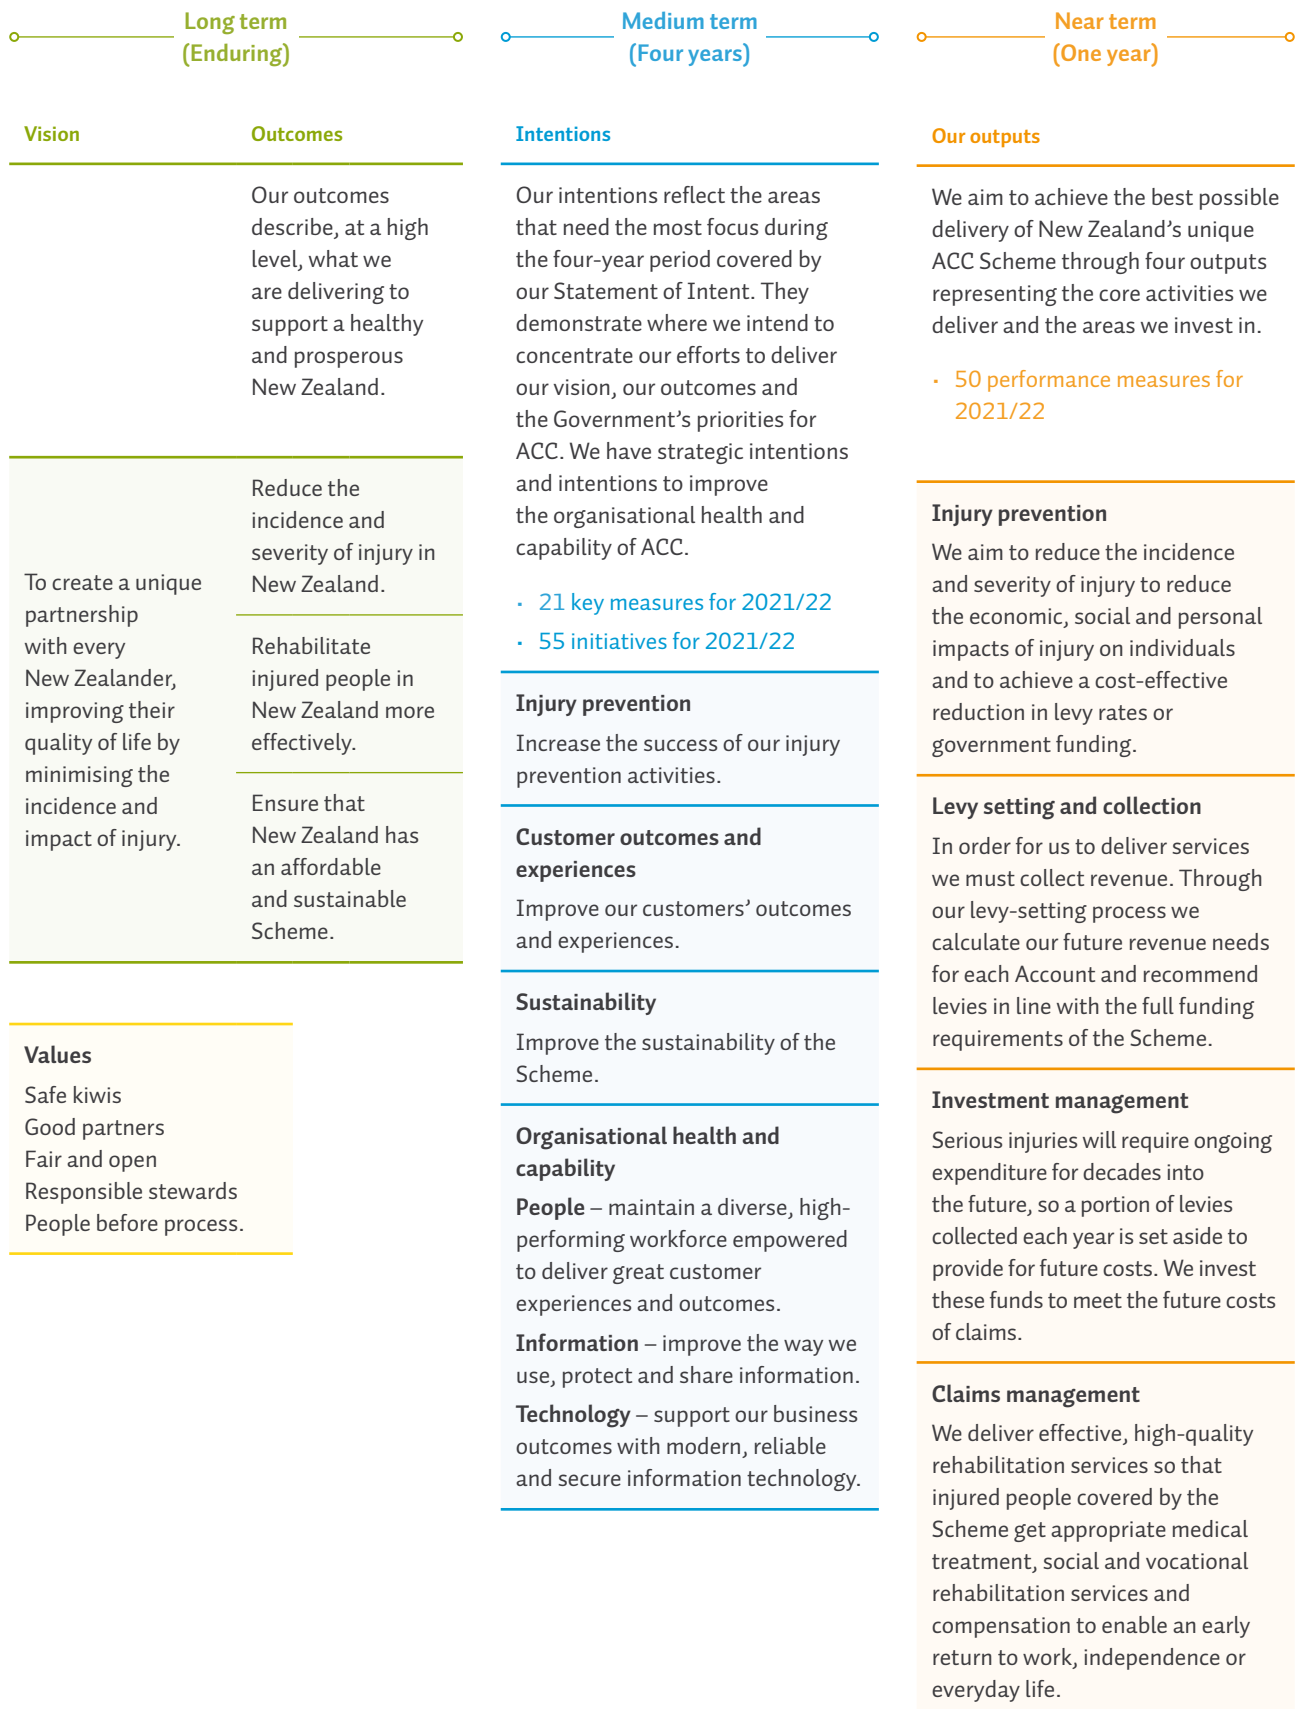 Long term
(Enduring)
Vision
Outcomes
Our outcomes
describe, at a high
level, what we
are delivering to
support a healthy
and prosperous
New Zealand.
To create a unique
partnership
with every
New Zealander,
improving their
quality of life by
minimising the
incidence and
impact of injury.
Reduce the
incidence and
severity of injury in
New Zealand.
Rehabilitate
injured people in
New Zealand more
effectively.
Ensure that
New Zealand has
an affordable
and sustainable
Scheme.
Values
Safe kiwis
Good partners
Fair and open
Responsible stewards
People before process.
Medium term
(Four years)
Intentions
Our intentions reflect the areas
that need the most focus during
the four-year period covered by
our Statement of Intent. They
demonstrate where we intend to
concentrate our efforts to deliver
our vision, our outcomes and
the Government’s priorities for
ACC. We have strategic intentions
and intentions to improve
the organisational health and
capability of ACC.
• 21 key measures for 2021/22
• 55 initiatives for 2021/22
Injury prevention
Increase the success of our injury
prevention activities.
Customer outcomes and
experiences
Improve our customers’ outcomes
and experiences.
Sustainability
Improve the sustainability of the
Scheme.
Organisational health and
capability
People – maintain a diverse, high-
performing workforce empowered
to deliver great customer
experiences and outcomes.
Information – improve the way we
use, protect and share information.
Technology – support our business
outcomes with modern, reliable
and secure information technology.
Near term
(One year)
Our outputs
We aim to achieve the best possible
delivery of New Zealand’s unique
ACC Scheme through four outputs
representing the core activities we
deliver and the areas we invest in.
• 50 performance measures for
2021/22
Injury prevention
We aim to reduce the incidence
and severity of injury to reduce
the economic, social and personal
impacts of injury on individuals
and to achieve a cost-effective
reduction in levy rates or
government funding.
Levy setting and collection
In order for us to deliver services
we must collect revenue. Through
our levy-setting process we
calculate our future revenue needs
for each Account and recommend
levies in line with the full funding
requirements of the Scheme.
Investment management
Serious injuries will require ongoing
expenditure for decades into
the future, so a portion of levies
collected each year is set aside to
provide for future costs. We invest
these funds to meet the future costs
of claims.
Claims management
We deliver effective, high-quality
rehabilitation services so that
injured people covered by the
Scheme get appropriate medical
treatment, social and vocational
rehabilitation services and
compensation to enable an early
return to work, independence or
everyday life.